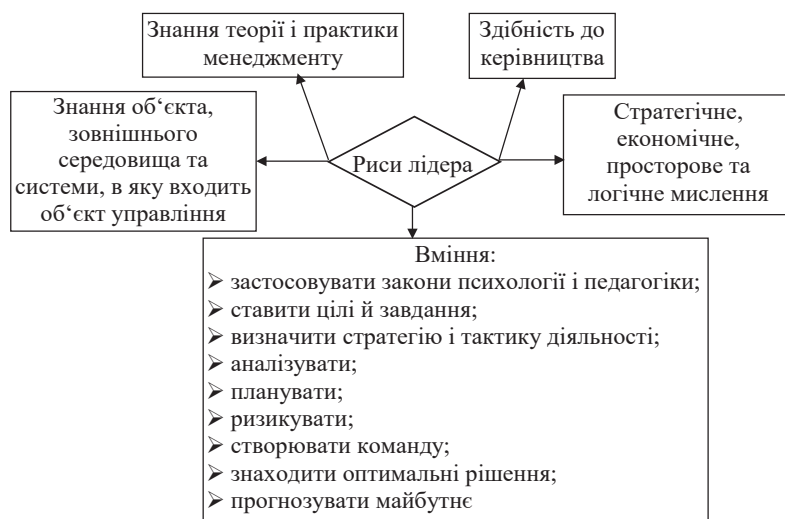 Знання теорії і практики
менеджменту
Здібність до
керівництва
Знання об‘єкта,
зовнішнього
середовища та
системи, в яку входить
об‘єкт управління
Риси лідера
Стратегічне,
економічне,
просторове та
логічне мислення
Вміння:
➢ застосовувати закони психології і педагогіки;
➢ ставити цілі й завдання;
➢ визначити стратегію і тактику діяльності;
➢ аналізувати;
➢ планувати;
➢ ризикувати;
➢ створювати команду;
➢ знаходити оптимальні рішення;
➢ прогнозувати майбутнє